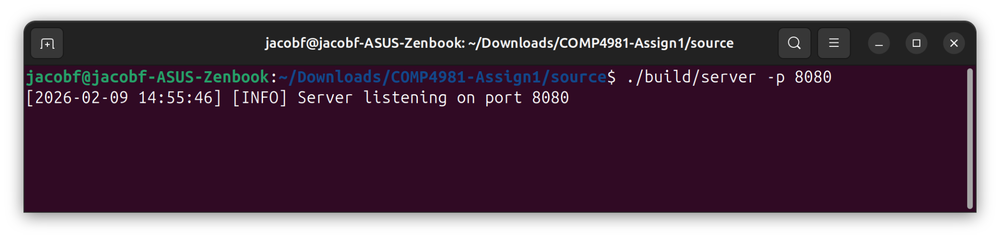 jacobf@jacobf-ASUS-Zenbook: ~/Downloads/COMP4981-Assign1/source
jacobf@jacobf-ASUS-Zenbook:~/Downloads/COMP4981-Assign1/source$ ./build/server -p 8080
[2026-02-09 14:55:46] [INFO] Server listening on port 8080